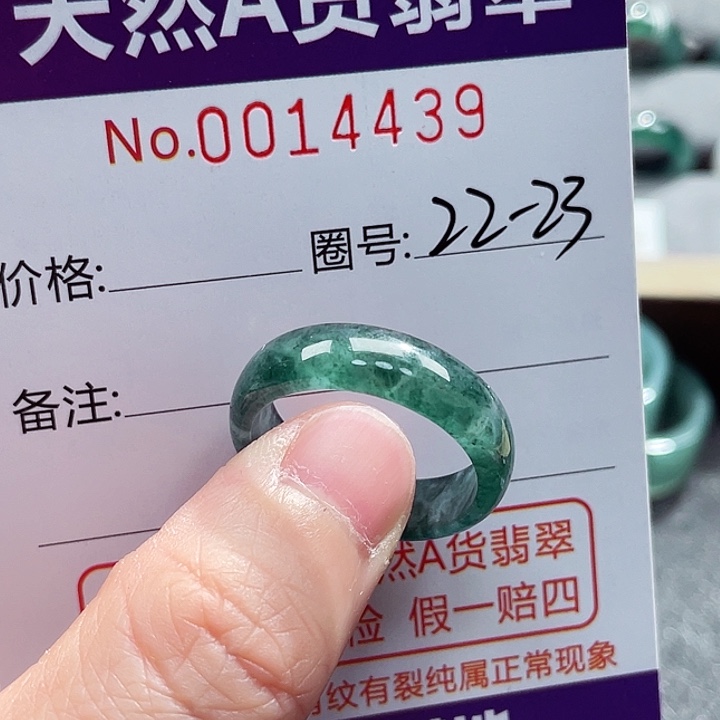 天然A货翡翠
No.0014439
价格: 圈号: 22-23
备注:
然A货翡翠
假一赔四
有纹有裂纯属正常现象